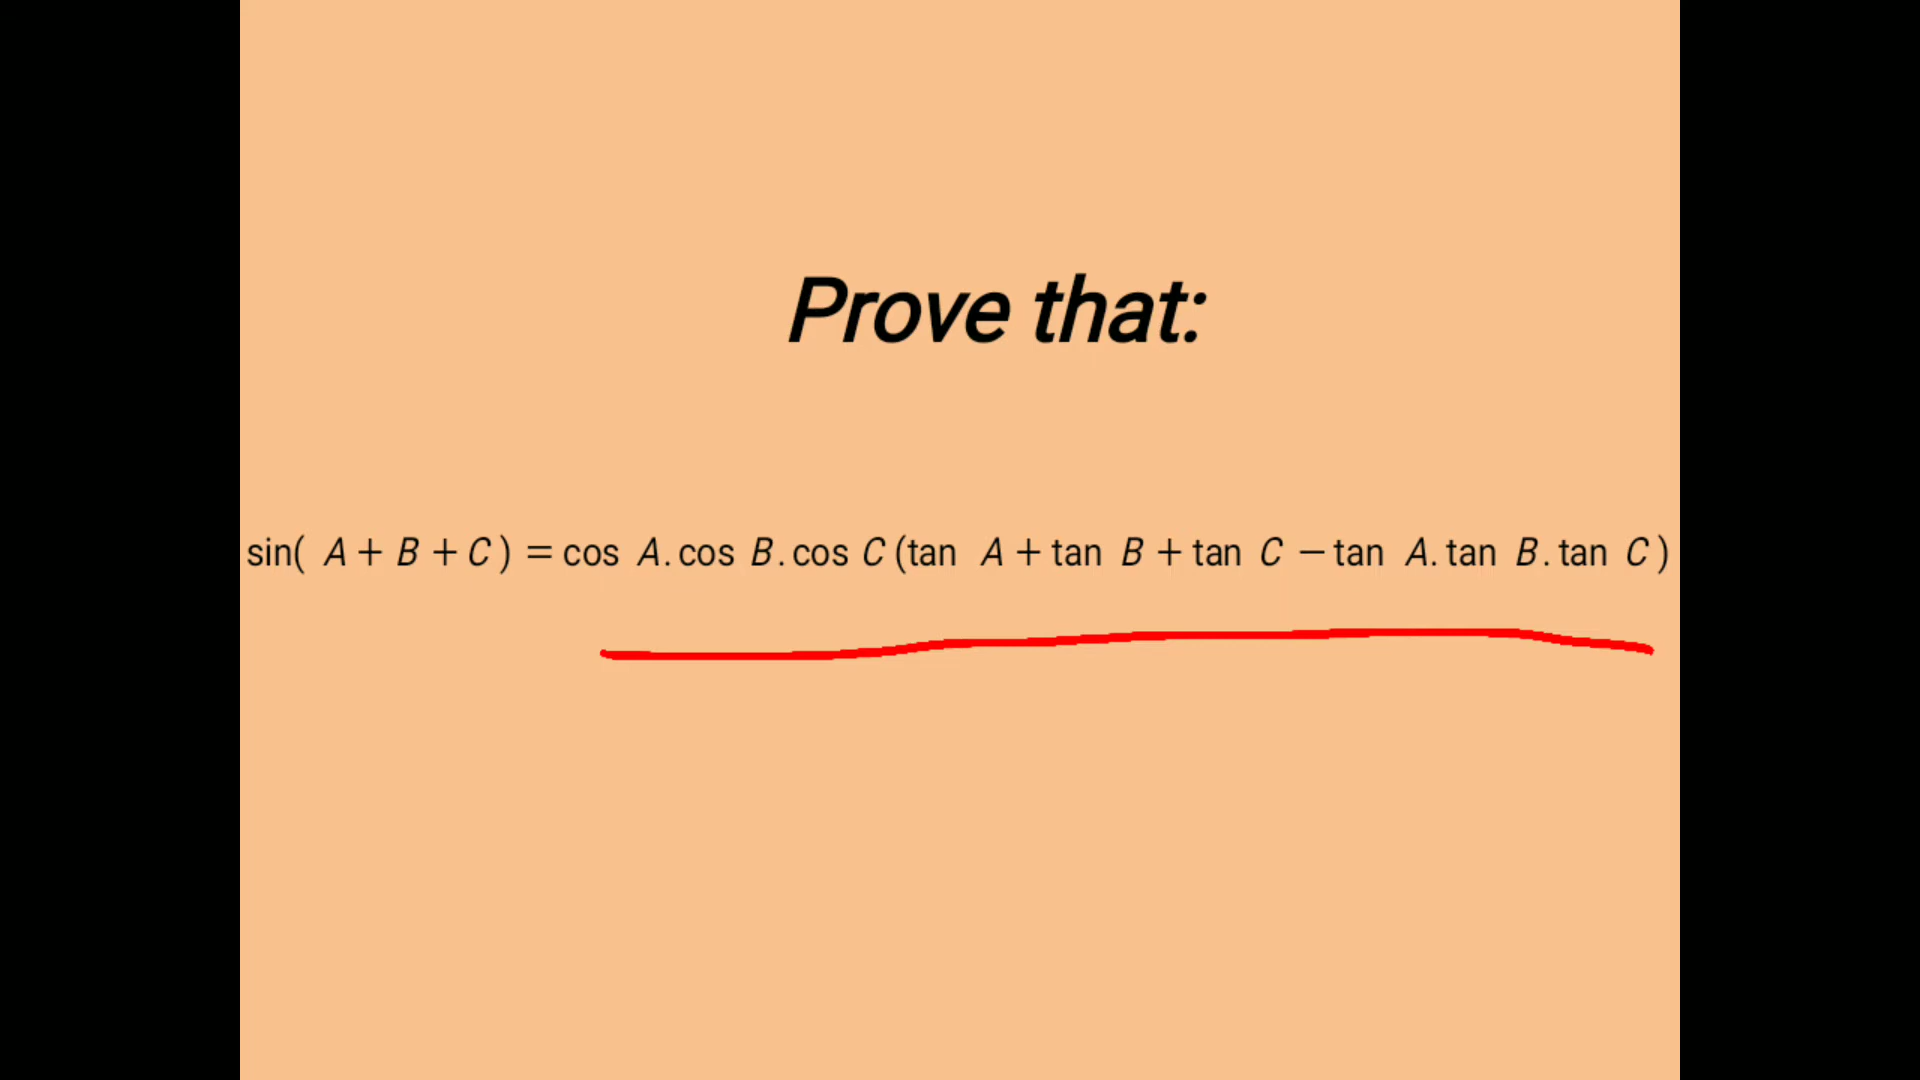 Prove that:
sin( A + B + C ) = cos A . cos B . cos C ( tan A + tan B + tan C − tan A . tan B . tan C )